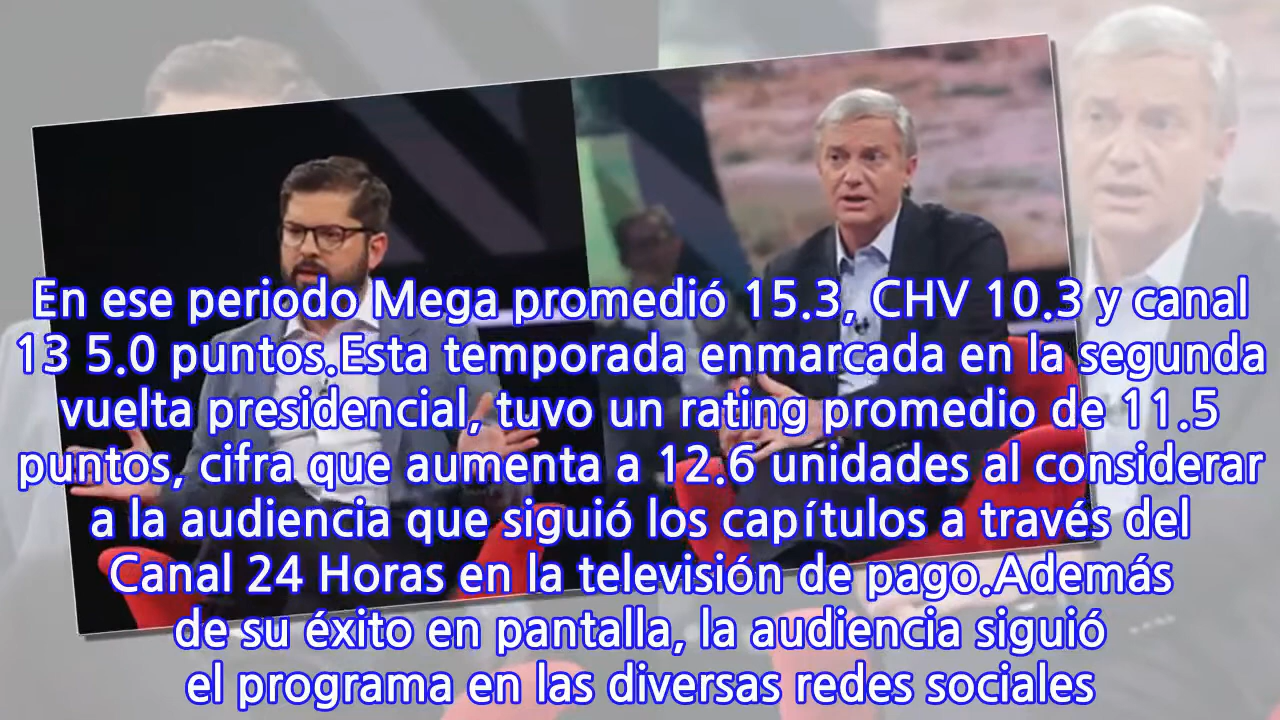 En ese periodo Mega promedió 15.3, CHV 10.3 y canal
13 5.0 puntos.Esta temporada enmarcada en la segunda
vuelta presidencial, tuvo un rating promedio de 11.5
puntos, cifra que aumenta a 12.6 unidades al considerar
a la audiencia que siguió los capítulos a través del
Canal 24 Horas en la televisión de pago.Además
de su éxito en pantalla, la audiencia siguió
el programa en las diversas redes sociales